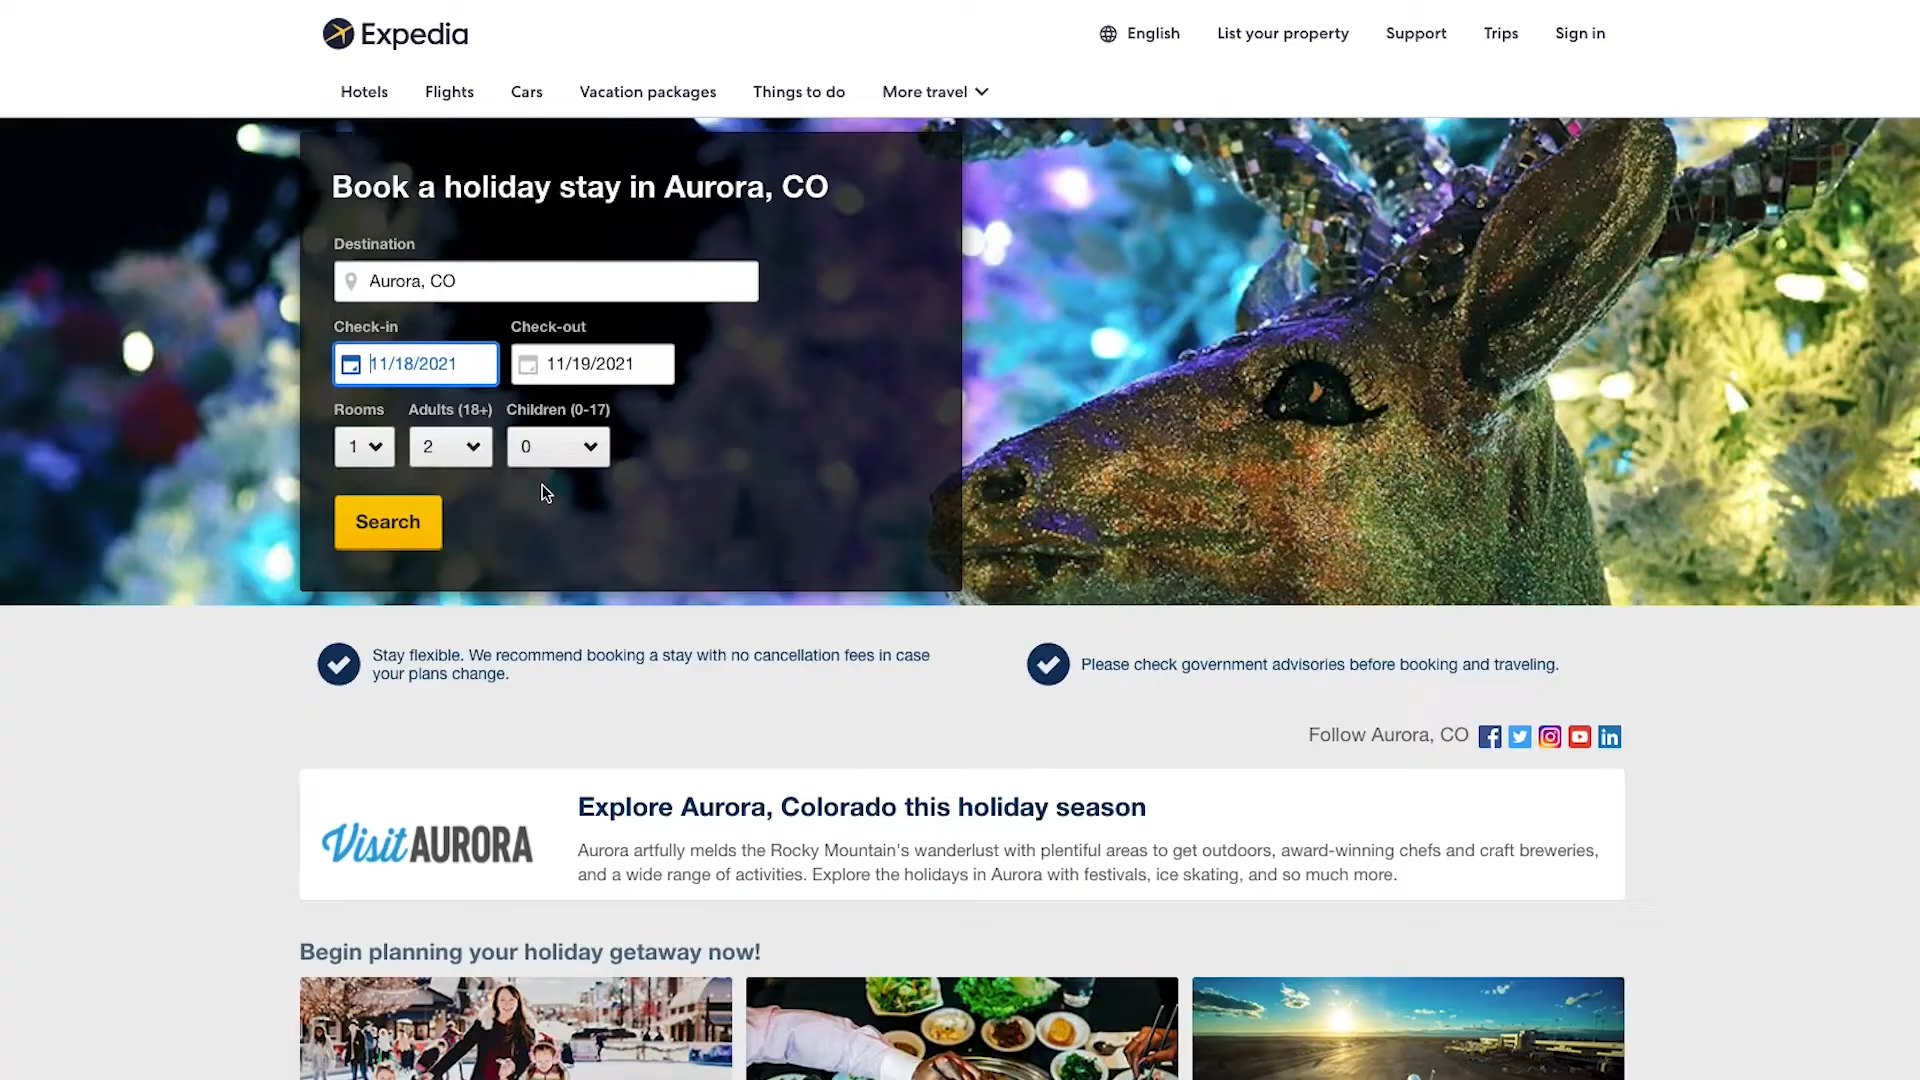 Expedia
English
List your property
Support
Trips
Sign in
Hotels
Flights
Cars
Vacation packages
Things to do
More travel
Book a holiday stay in Aurora, CO
Destination
Aurora, CO
Check-in
Check-out
11/18/2021
11/19/2021
Rooms
Adults (18+)
Children (0-17)
1
2
0
Search
Stay flexible. We recommend booking a stay with no cancellation fees in case
your plans change.
Please check government advisories before booking and traveling.
Follow Aurora, CO
Visit AURORA
Explore Aurora, Colorado this holiday season
Aurora artfully melds the Rocky Mountain's wanderlust with plentiful areas to get outdoors, award-winning chefs and craft breweries,
and a wide range of activities. Explore the holidays in Aurora with festivals, ice skating, and so much more.
Begin planning your holiday getaway now!